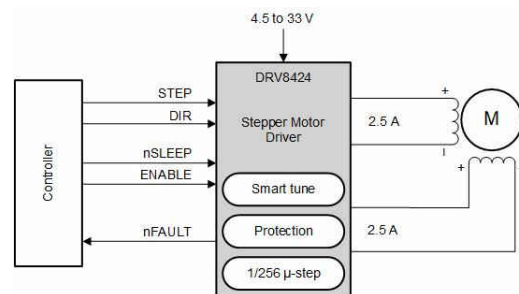 4.5 to 33 V
DRV8424
Stepper Motor
Driver
Smart tune
Protection
1/256 µ-step
Controller
STEP
DIR
nSLEEP
ENABLE
nFAULT
2.5 A
2.5 A
+
–
+
M